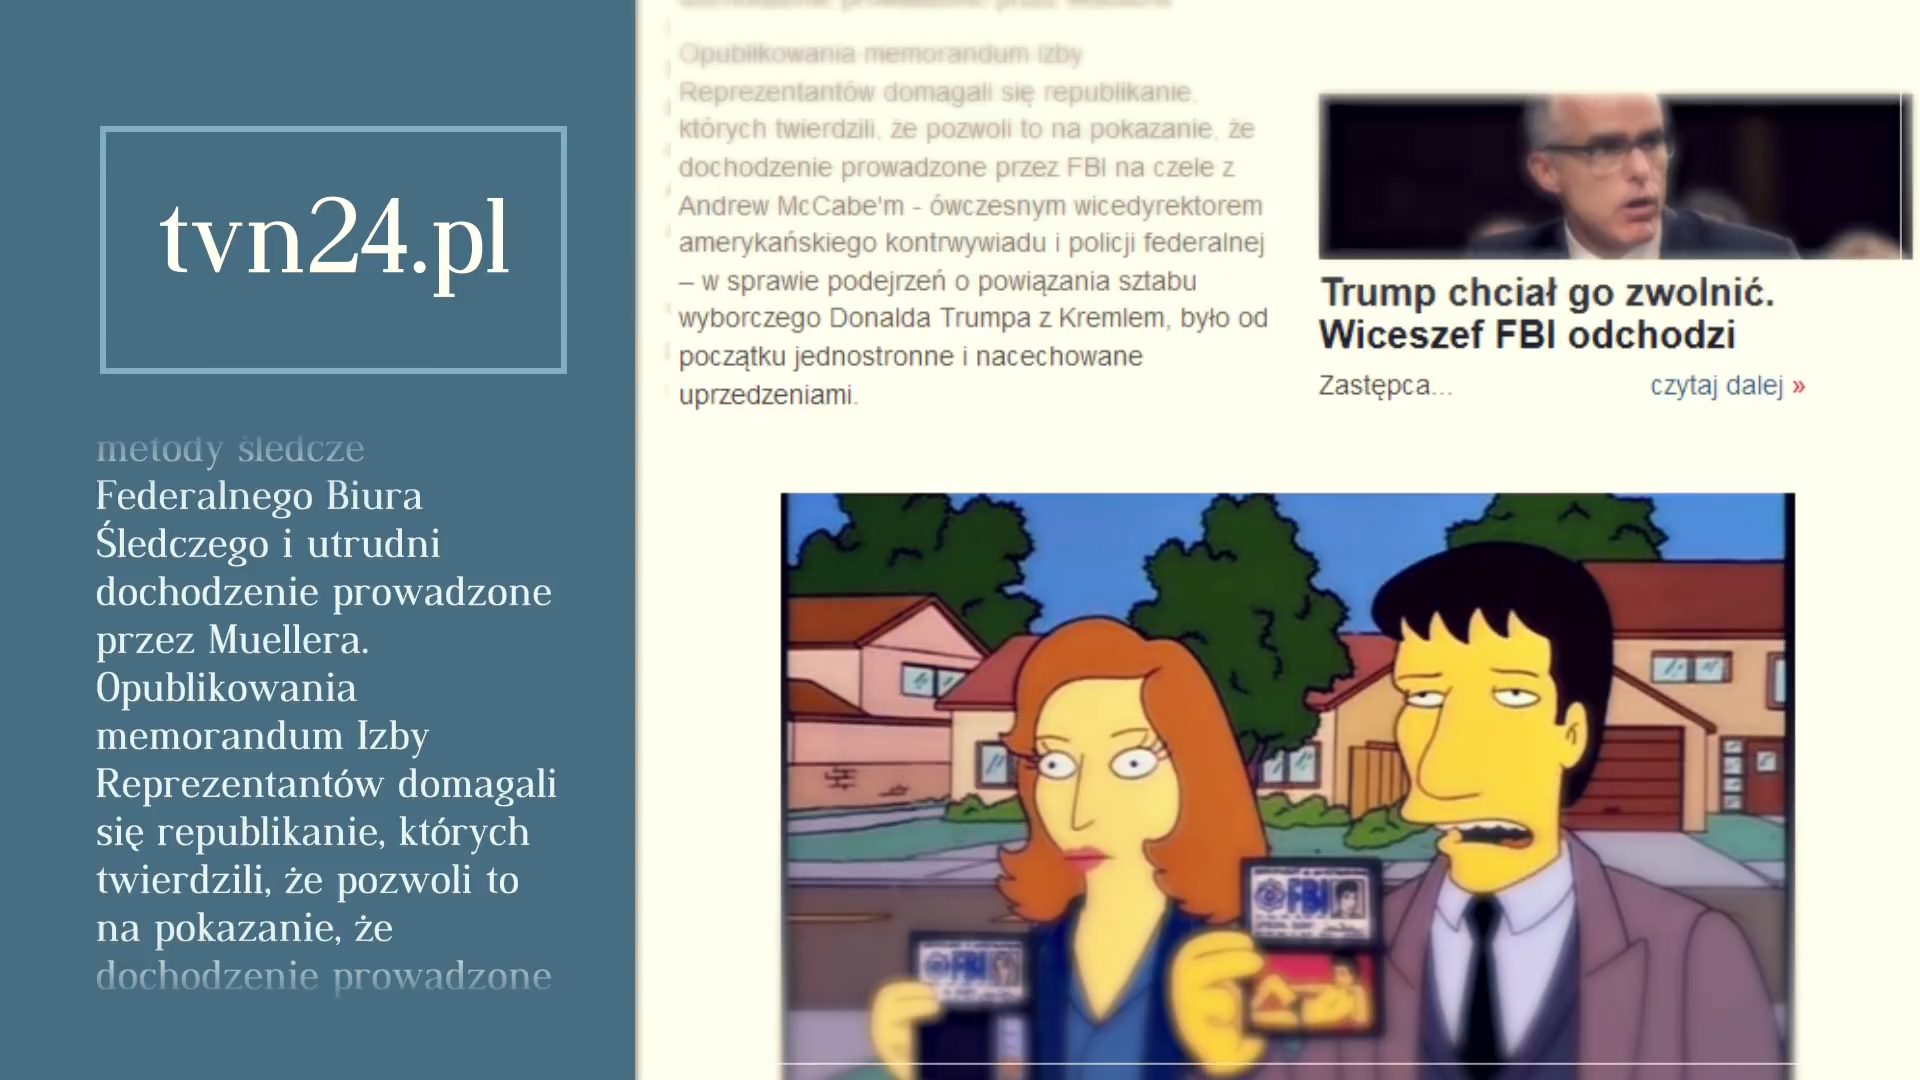 tvn24.pl
metody śledcze
Federalnego Biura
Śledczego i utrudni
dochodzenie prowadzone
przez Muellera.
Opublikowania
memorandum Izby
Reprezentantów domagali
się republikanie, których
twierdzili, że pozwoli to
na pokazanie, że
dochodzenie prowadzone
Opublikowania memorandum Izby
Reprezentantów domagali się republikanie,
których twierdzili, że pozwoli to na pokazanie, że
dochodzenie prowadzone przez FBI na czele z
Andrew McCabe'm - ówczesnym wicedyrektorem
amerykańskiego kontrwywiadu i policji federalnej
– w sprawie podejrzeń o powiązania sztabu
wyborczego Donalda Trumpa z Kremlem, było od
początku jednostronne i nacechowane
uprzedzeniami.
Trump chciał go zwolnić.
Wiceszef FBI odchodzi
Zastępca...
czytaj dalej »
FBI
FBI